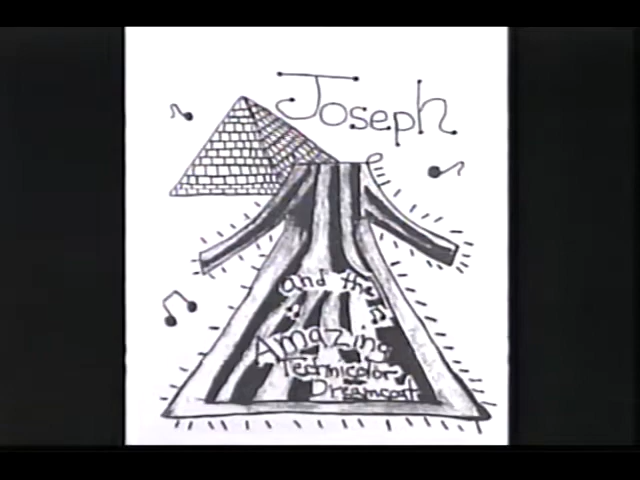 Joseph
and the
Amazing
Technicolor
Dreamcoat